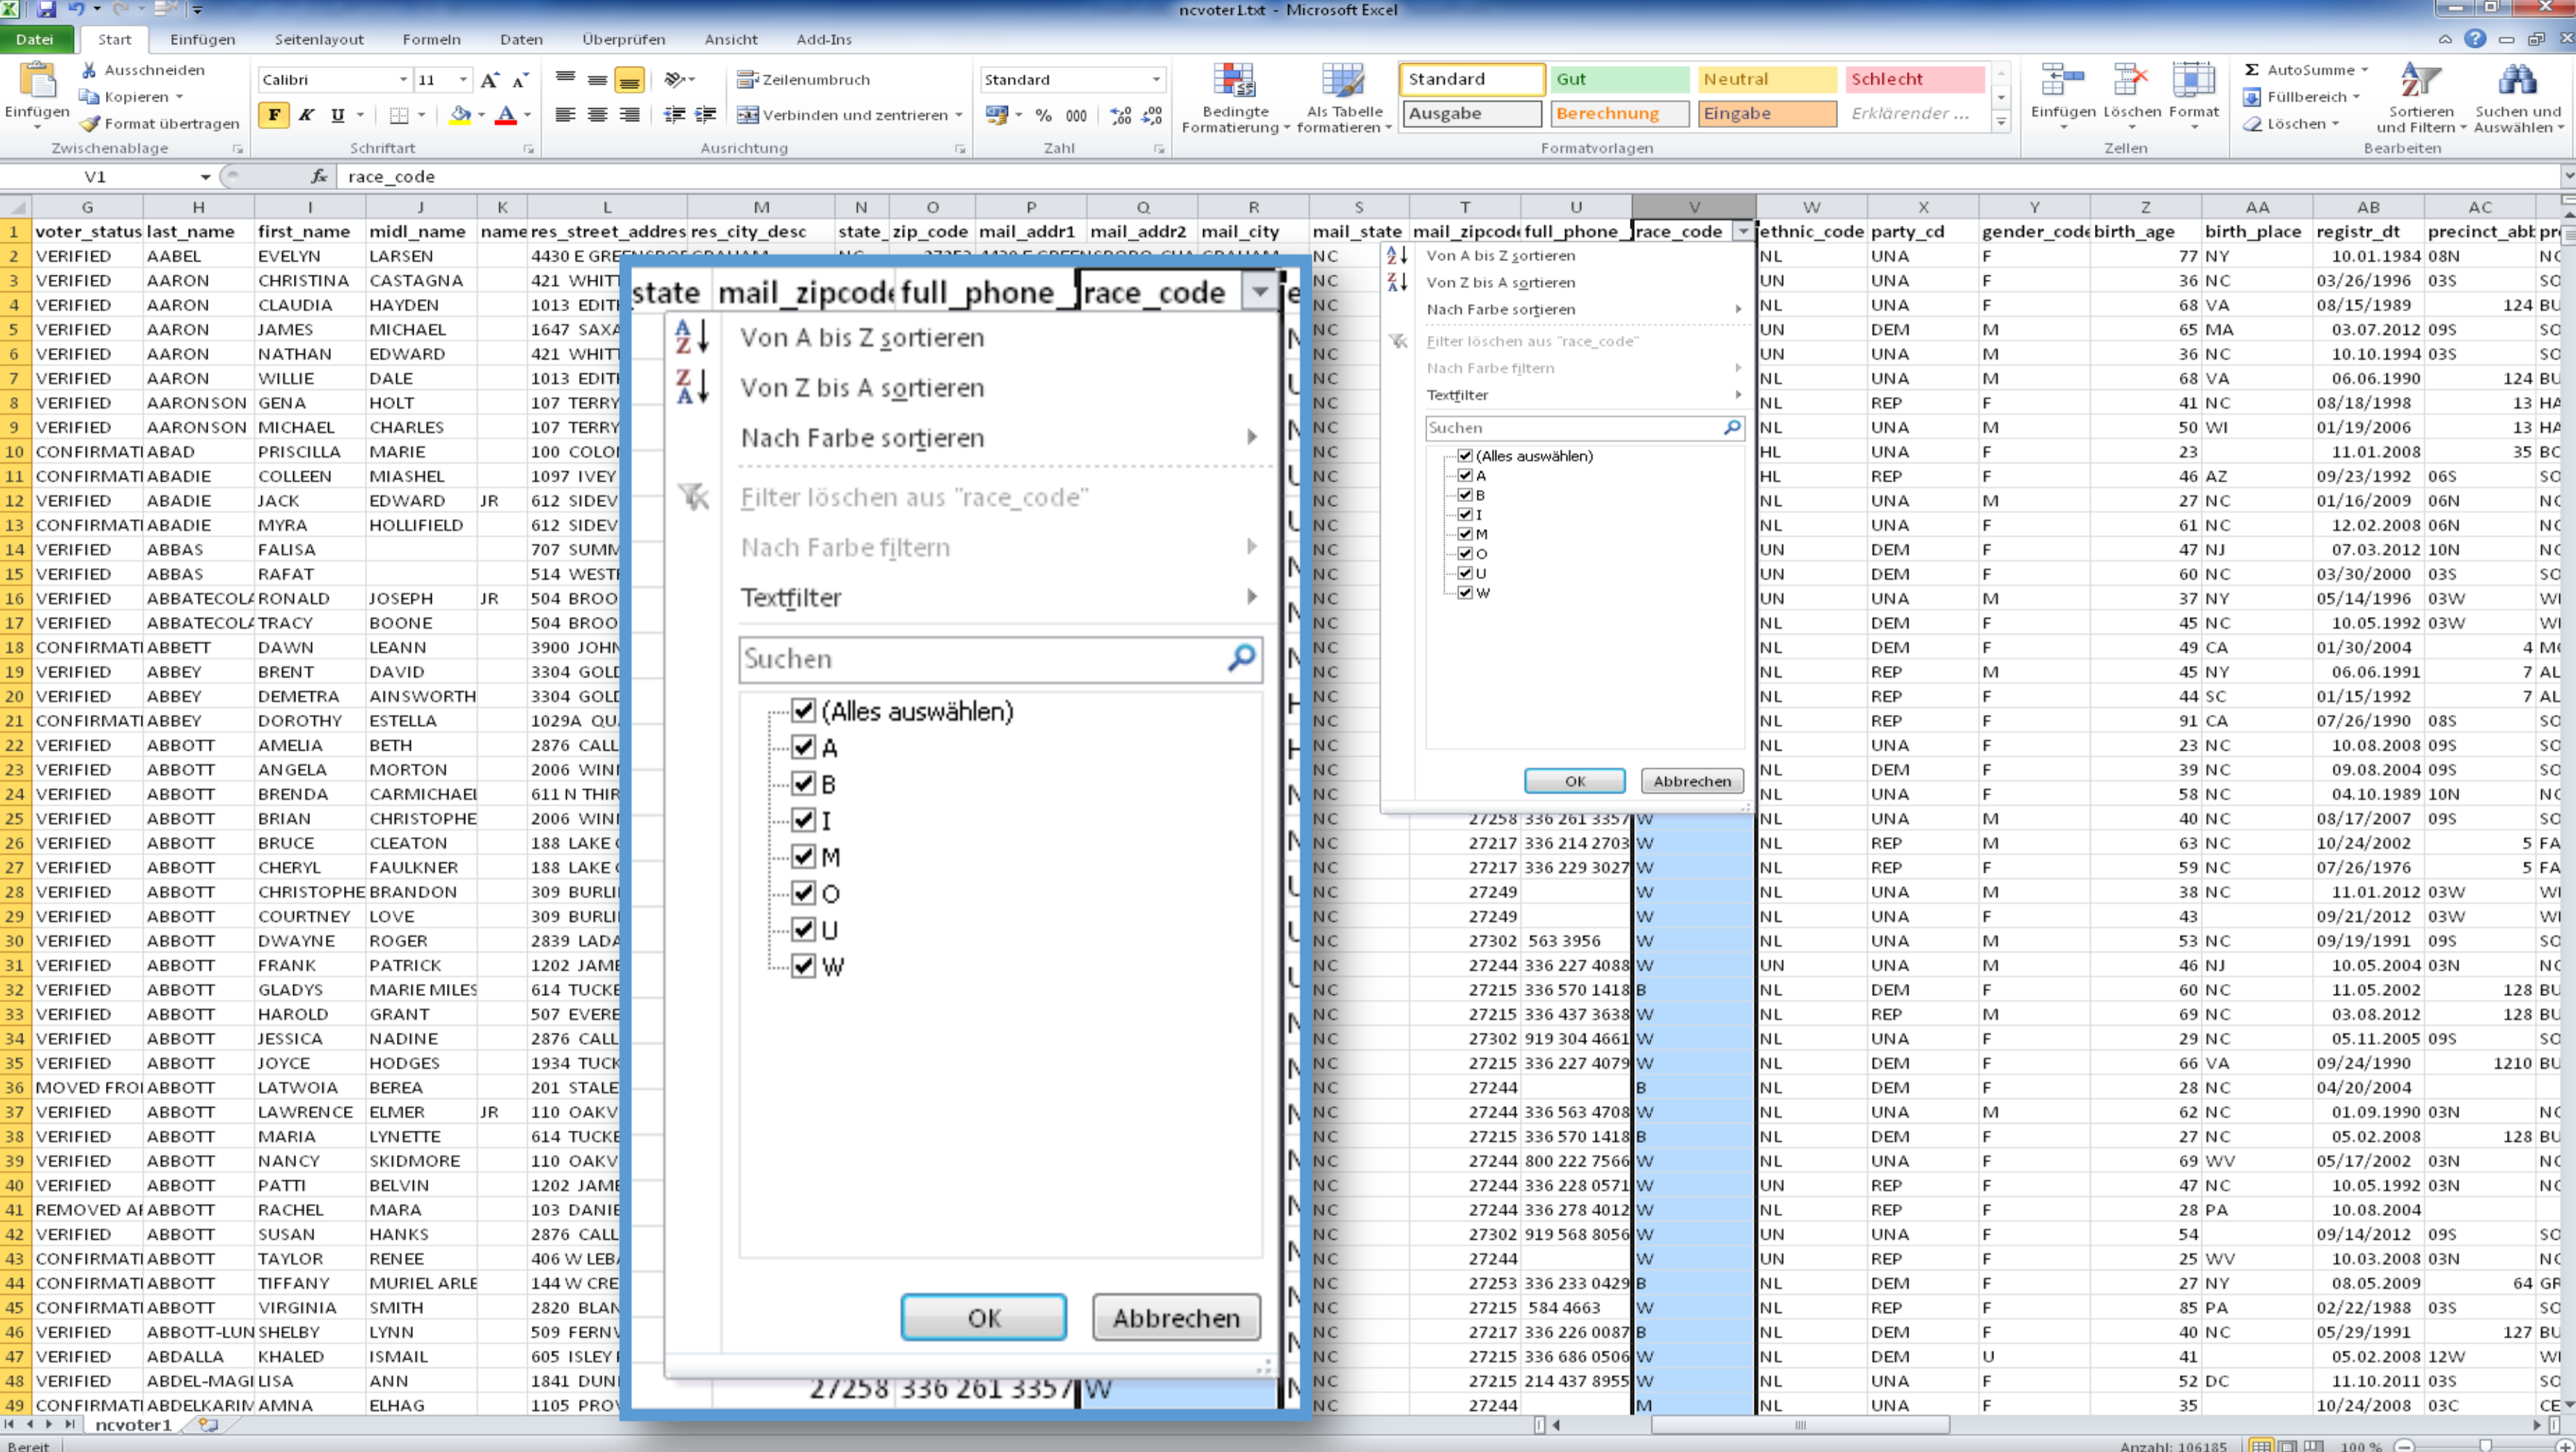 ncvoter1.txt - Microsoft Excel
Datei Start Einfügen Seitenlayout Formeln Daten Überprüfen Ansicht Add-Ins
Einfügen
Ausschneiden
Kopieren
Format übertragen
Zwischenablage
Calibri 11
F K U
Schriftart
Zeilenumbruch
Verbinden und zentrieren
Ausrichtung
Standard
% 000
Zahl
Bedingte Formatierung
Als Tabelle formatieren
Standard Gut Neutral Schlecht
Ausgabe Berechnung Eingabe Erklärender ...
Formatvorlagen
Einfügen Löschen Format
Zellen
Σ AutoSumme
Füllbereich
Löschen
Sortieren und Filtern
Suchen und Auswählen
Bearbeiten
V1 fx race_code
G H I J K L M N O P Q R S T U V W X Y Z AA AB AC
1 voter_status last_name first_name midl_name name res_street_addres res_city_desc state_ zip_code mail_addr1 mail_addr2 mail_city mail_state mail_zipcod full_phone_ race_code ethnic_code party_cd gender_code birth_age birth_place registr_dt precinct_abb
2 VERIFIED AABEL EVELYN LARSEN NC NL UNA F 77 NY 10.01.1984 08N
3 VERIFIED AARON CHRISTINA CASTAGNA 421 WHITT NC UN UNA F 36 NC 03/26/1996 03S
4 VERIFIED AARON CLAUDIA HAYDEN 1013 EDITH NC NL UNA F 68 VA 08/15/1989 124
5 VERIFIED AARON JAMES MICHAEL 1647 SAXA NC UN DEM M 65 MA 03.07.2012 09S
6 VERIFIED AARON NATHAN EDWARD 421 WHITT NC UN UNA M 36 NC 10.10.1994 03S
7 VERIFIED AARON WILLIE DALE 1013 EDITH NC NL UNA M 68 VA 06.06.1990 124
8 VERIFIED AARONSON GENA HOLT 107 TERRY NC NL REP F 41 NC 08/18/1998 13
9 VERIFIED AARONSON MICHAEL CHARLES 107 TERRY NC NL UNA M 50 WI 01/19/2006 13
10 CONFIRMATI ABAD PRISCILLA MARIE 100 COLO NC HL UNA F 23 11.01.2008 35
11 CONFIRMATI ABADIE COLLEEN MIASHEL 1097 IVEY NC HL REP F 46 AZ 09/23/1992 06S
12 VERIFIED ABADIE JACK EDWARD JR 612 SIDEV NC NL UNA M 27 NC 01/16/2009 06N
13 CONFIRMATI ABADIE MYRA HOLLIFIELD 612 SIDEV NC NL UNA F 61 NC 12.02.2008 06N
14 VERIFIED ABBAS FALISA 707 SUMM NC UN DEM F 47 NJ 07.03.2012 10N
15 VERIFIED ABBAS RAFAT 514 WEST NC UN DEM F 60 NC 03/30/2000 03S
16 VERIFIED ABBATECOLA RONALD JOSEPH JR 504 BROO NC UN UNA M 37 NY 05/14/1996 03W
17 VERIFIED ABBATECOLA TRACY BOONE 504 BROO NC NL DEM F 45 NC 10.05.1992 03W
18 CONFIRMATI ABBETT DAWN LEANN 3900 JOHN NC NL DEM F 49 CA 01/30/2004 4
19 VERIFIED ABBEY BRENT DAVID 3304 GOLD NC NL REP M 45 NY 06.06.1991 7
20 VERIFIED ABBEY DEMETRA AINSWORTH 3304 GOLD NC NL REP F 44 SC 01/15/1992 7
21 CONFIRMATI ABBEY DOROTHY ESTELLA 1029A QU NC NL REP F 91 CA 07/26/1990 08S
22 VERIFIED ABBOTT AMELIA BETH 2876 CALL NC NL UNA F 23 NC 10.08.2008 09S
23 VERIFIED ABBOTT ANGELA MORTON 2006 WIN NC NL DEM F 39 NC 09.08.2004 09S
24 VERIFIED ABBOTT BRENDA CARMICHAEL 611 N THIR NC NL UNA F 58 NC 04.10.1989 10N
25 VERIFIED ABBOTT BRIAN CHRISTOPHE 2006 WIN NC 27258 336 261 3357 W NL UNA M 40 NC 08/17/2007 09S
26 VERIFIED ABBOTT BRUCE CLEATON 188 LAKE NC 27217 336 214 2703 W NL REP M 63 NC 10/24/2002 5
27 VERIFIED ABBOTT CHERYL FAULKNER 188 LAKE NC 27217 336 229 3027 W NL REP F 59 NC 07/26/1976 5
28 VERIFIED ABBOTT CHRISTOPHE BRANDON 309 BURLI NC 27249 W NL UNA M 38 NC 11.01.2012 03W
29 VERIFIED ABBOTT COURTNEY LOVE 309 BURLI NC 27249 W NL UNA F 43 09/21/2012 03W
30 VERIFIED ABBOTT DWAYNE ROGER 2839 LADA NC 27302 563 3956 W NL UNA M 53 NC 09/19/1991 09S
31 VERIFIED ABBOTT FRANK PATRICK 1202 JAME NC 27244 336 227 4088 W UN UNA M 46 NJ 10.05.2004 03N
32 VERIFIED ABBOTT GLADYS MARIE MILES 614 TUCKE NC 27215 336 570 1418 B NL DEM F 60 NC 11.05.2002 128
33 VERIFIED ABBOTT HAROLD GRANT 507 EVERE NC 27215 336 437 3638 W NL REP M 69 NC 03.08.2012 128
34 VERIFIED ABBOTT JESSICA NADINE 2876 CALL NC 27302 919 304 4661 W NL UNA F 29 NC 05.11.2005 09S
35 VERIFIED ABBOTT JOYCE HODGES 1934 TUCK NC 27215 336 227 4079 W NL DEM F 66 VA 09/24/1990 1210
36 MOVED FROM ABBOTT LATWOIA BEREA 201 STALE NC 27244 B NL DEM F 28 NC 04/20/2004
37 VERIFIED ABBOTT LAWRENCE ELMER JR 110 OAKV NC 27244 336 563 4708 W NL UNA M 62 NC 01.09.1990 03N
38 VERIFIED ABBOTT MARIA LYNETTE 614 TUCKE NC 27215 336 570 1418 B NL DEM F 27 NC 05.02.2008 128
39 VERIFIED ABBOTT NANCY SKIDMORE 110 OAKV NC 27244 800 222 7566 W NL UNA F 69 WV 05/17/2002 03N
40 VERIFIED ABBOTT PATTI BELVIN 1202 JAME NC 27244 336 228 0571 W UN REP F 47 NC 10.05.1992 03N
41 REMOVED ABBOTT RACHEL MARA 103 DANIE NC 27244 336 278 4012 W NL REP F 28 PA 10.08.2004
42 VERIFIED ABBOTT SUSAN HANKS 2876 CALL NC 27302 919 568 8056 W UN UNA F 54 09/14/2012 09S
43 CONFIRMATI ABBOTT TAYLOR RENEE 406 W LEBA NC 27244 W UN REP F 25 WV 10.03.2008 03N
44 CONFIRMATI ABBOTT TIFFANY MURIEL ARLE 144 W CRE NC 27253 336 233 0429 B NL DEM F 27 NY 08.05.2009 64
45 CONFIRMATI ABBOTT VIRGINIA SMITH 2820 BLAN NC 27215 584 4663 W NL REP F 85 PA 02/22/1988 03S
46 VERIFIED ABBOTT-LUN SHELBY LYNN 509 FERN NC 27217 336 226 0087 B NL DEM F 40 NC 05/29/1991 127
47 VERIFIED ABDALLA KHALED ISMAIL 605 ISLEY NC 27215 336 686 0506 W NL DEM U 41 05.02.2008 12W
48 VERIFIED ABDEL-MAGI LISA ANN 1841 DUN NC 27215 214 437 8955 W NL UNA F 52 DC 11.10.2011 03S
49 CONFIRMATI ABDELKARIM AMNA ELHAG 1105 PRO NC 27244 M NL UNA F 35 10/24/2008 03C
state mail_zipcod full_phone_ race_code
Von A bis Z sortieren
Von Z bis A sortieren
Nach Farbe sortieren
Filter löschen aus "race_code"
Nach Farbe filtern
Textfilter
Suchen
(Alles auswählen)
A
B
I
M
O
U
W
OK Abbrechen
27258 336 261 3357 W
Von A bis Z sortieren
Von Z bis A sortieren
Nach Farbe sortieren
Filter löschen aus "race_code"
Nach Farbe filtern
Textfilter
Suchen
(Alles auswählen)
A
B
I
M
O
U
W
OK Abbrechen
ncvoter1
Bereit
Anzahl: 106185 100 %